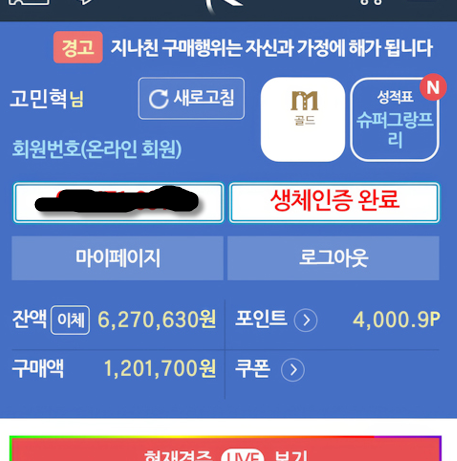 경고 지나친 구매행위는 자신과 가정에 해가 됩니다
고민혁님
새로고침
m
골드
성적표 N
슈퍼그랑프
리
회원번호(온라인 회원)
생체인증 완료
마이페이지 로그아웃
잔액 이체 6,270,630원 포인트 4,000.9P
구매액 1,201,700원 쿠폰
현재경주 LIVE 보기